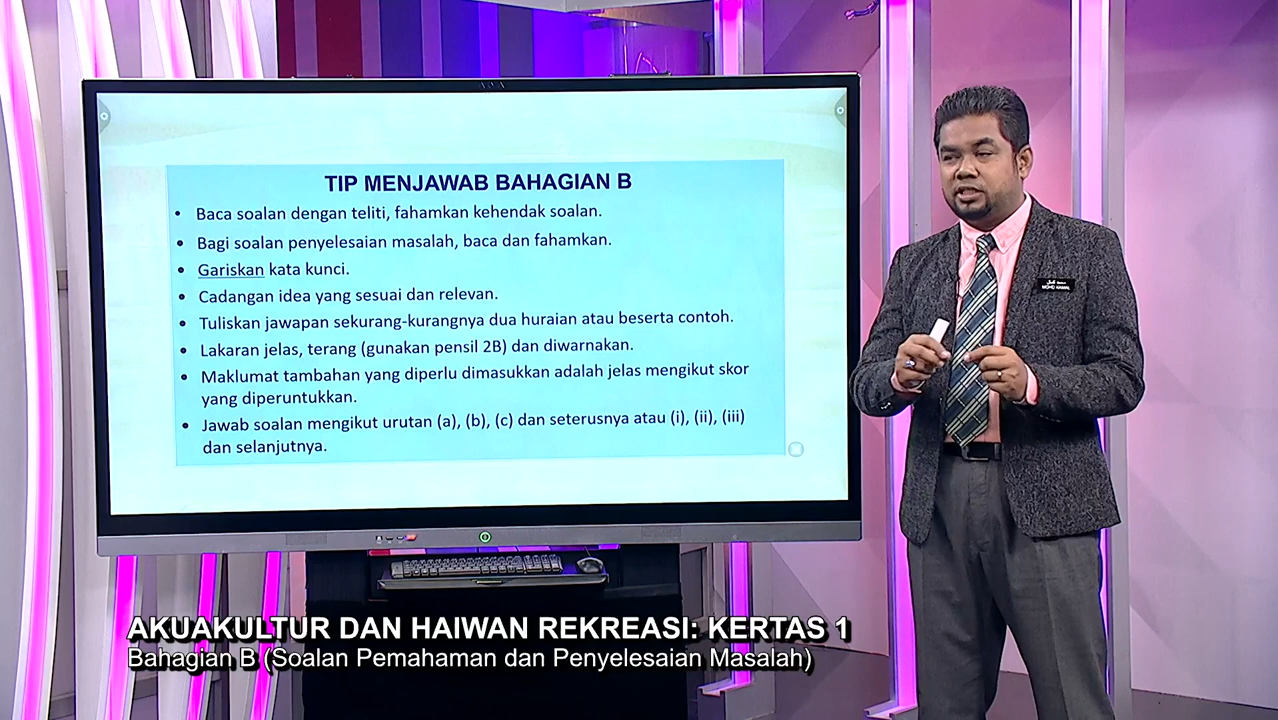 TIP MENJAWAB BAHAGIAN B
• Baca soalan dengan teliti, fahamkan kehendak soalan.
• Bagi soalan penyelesaian masalah, baca dan fahamkan.
• Gariskan kata kunci.
• Cadangan idea yang sesuai dan relevan.
• Tuliskan jawapan sekurang-kurangnya dua huraian atau beserta contoh.
• Lakaran jelas, terang (gunakan pensil 2B) dan diwarnakan.
• Maklumat tambahan yang diperlu dimasukkan adalah jelas mengikut skor
yang diperuntukkan.
• Jawab soalan mengikut urutan (a), (b), (c) dan seterusnya atau (i), (ii), (iii)
dan selanjutnya.
MOHD KAMAL
AKUAKULTUR DAN HAIWAN REKREASI: KERTAS 1
Bahagian B (Soalan Pemahaman dan Penyelesaian Masalah)